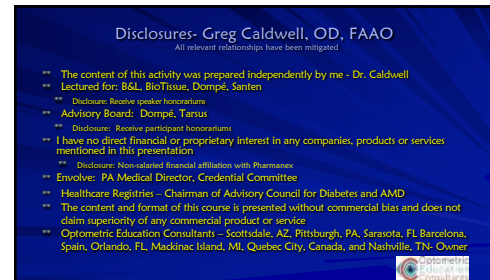 Disclosures- Greg Caldwell, OD, FAAO
All relevant relationships have been mitigated
The content of this activity was prepared independently by me - Dr. Caldwell
Lectured for: B&L, BioTissue, Dompé, Santen
Disclosure: Receive speaker honorariums
Advisory Board: Dompé, Tarsus
Disclosure: Receive participant honorariums
I have no direct financial or proprietary interest in any companies, products or services
mentioned in this presentation
Disclosure: Non-salaried financial affiliation with Pharmanex
Envolve: PA Medical Director, Credential Committee
Healthcare Registries – Chairman of Advisory Council for Diabetes and AMD
The content and format of this course is presented without commercial bias and does not
claim superiority of any commercial product or service
Optometric Education Consultants – Scottsdale, AZ, Pittsburgh, PA, Sarasota, FL Barcelona,
Spain, Orlando, FL, Mackinac Island, MI, Quebec City, Canada, and Nashville, TN- Owner
Optometric
Education
Consultants